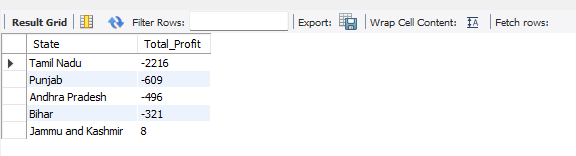 Result Grid Filter Rows: Export: Wrap Cell Content: Fetch rows:
State Total_Profit
Tamil Nadu -2216
Punjab -609
Andhra Pradesh -496
Bihar -321
Jammu and Kashmir 8